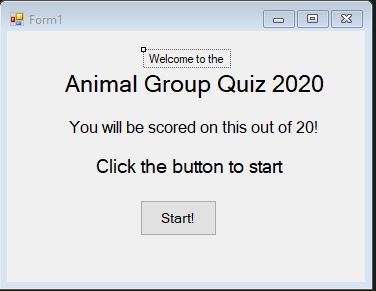 Form1
Welcome to the
Animal Group Quiz 2020
You will be scored on this out of 20!
Click the button to start
Start!